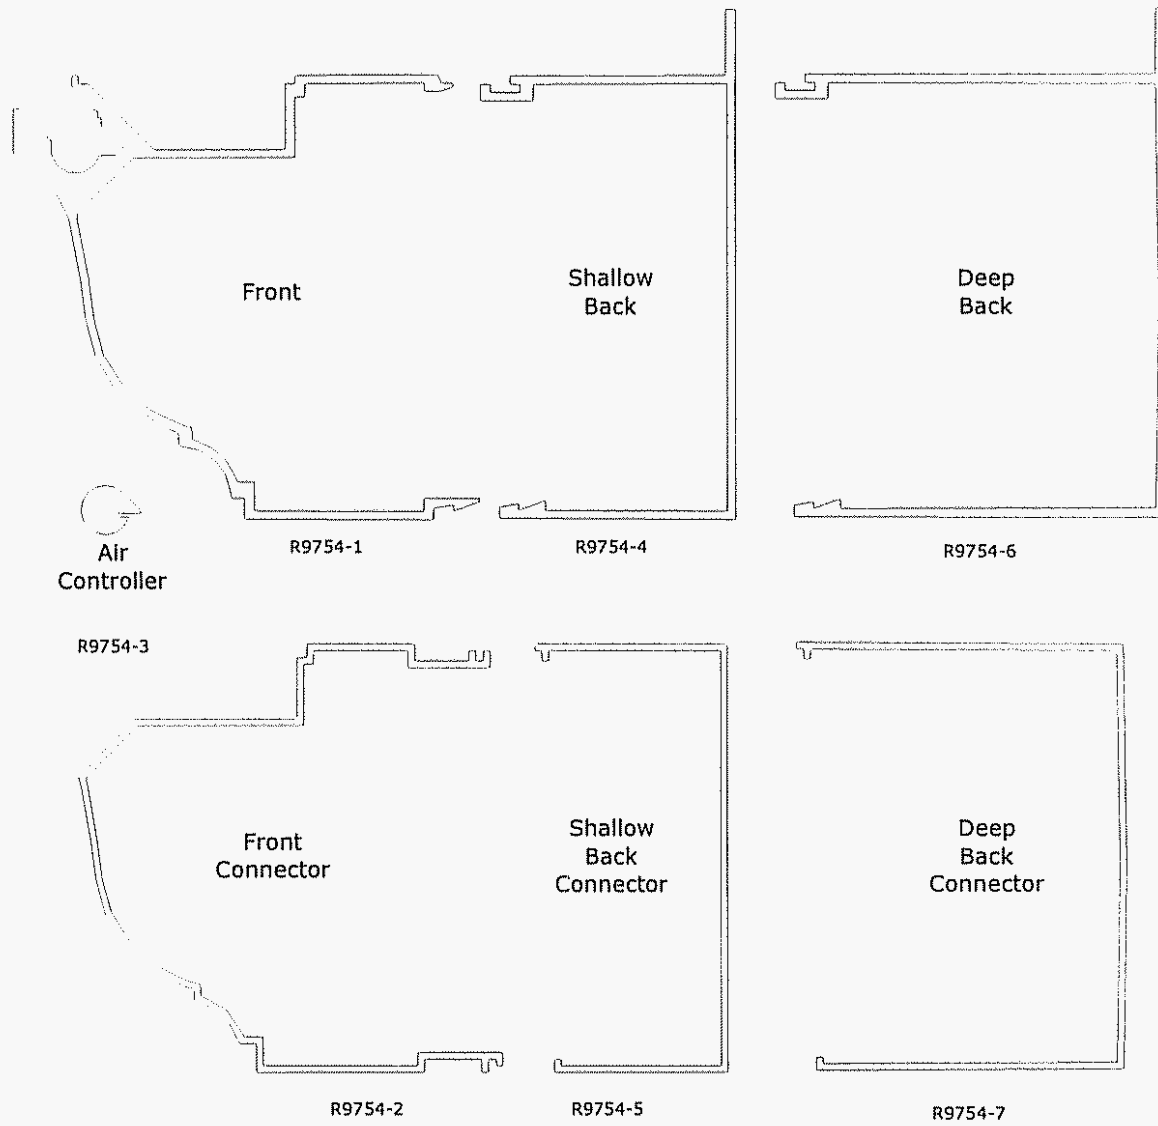 Front
Shallow
Back
Deep
Back
Air
Controller
R9754-1
R9754-4
R9754-6
R9754-3
Front
Connector
Shallow
Back
Connector
Deep
Back
Connector
R9754-2
R9754-5
R9754-7